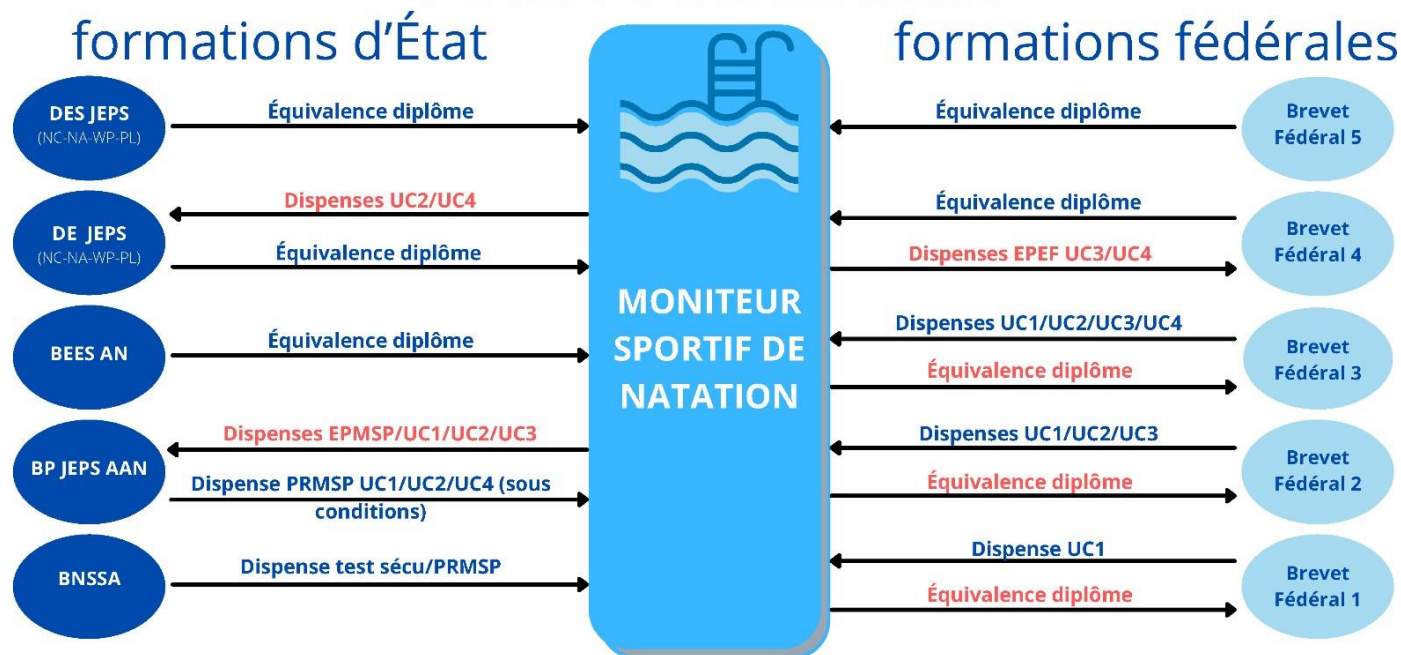 formations d'État
formations fédérales
DES JEPS
(NC-NA-WP-PL)
Équivalence diplôme
Équivalence diplôme
Brevet
Fédéral 5
Dispenses UC2/UC4
DE JEPS
(NC-NA-WP-PL)
Équivalence diplôme
Équivalence diplôme
Dispenses EPEF UC3/UC4
Brevet
Fédéral 4
MONITEUR
SPORTIF DE
NATATION
BEES AN
Équivalence diplôme
Dispenses UC1/UC2/UC3/UC4
Équivalence diplôme
Brevet
Fédéral 3
Dispenses EPMSP/UC1/UC2/UC3
BP JEPS AAN
Dispense PRMSP UC1/UC2/UC4 (sous
conditions)
Dispenses UC1/UC2/UC3
Équivalence diplôme
Brevet
Fédéral 2
BNSSA
Dispense test sécu/PRMSP
Dispense UC1
Équivalence diplôme
Brevet
Fédéral 1